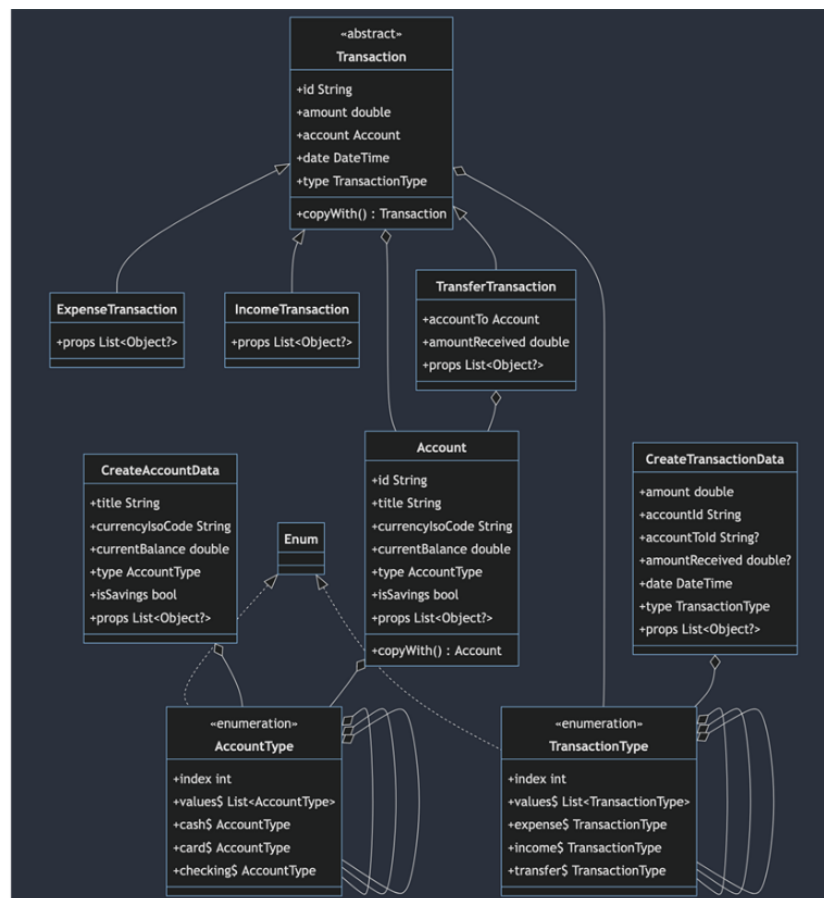 «abstract»
Transaction
+id String
+amount double
+account Account
+date DateTime
+type TransactionType
+copyWith() : Transaction
ExpenseTransaction
+props List<Object?>
IncomeTransaction
+props List<Object?>
TransferTransaction
+accountTo Account
+amountReceived double
+props List<Object?>
CreateAccountData
+title String
+currencyIsoCode String
+currentBalance double
+type AccountType
+isSavings bool
+props List<Object?>
Enum
Account
+id String
+title String
+currencyIsoCode String
+currentBalance double
+type AccountType
+isSavings bool
+props List<Object?>
+copyWith() : Account
CreateTransactionData
+amount double
+accountId String
+accountToId String?
+amountReceived double?
+date DateTime
+type TransactionType
+props List<Object?>
«enumeration»
AccountType
+index int
+values$ List<AccountType>
+cash$ AccountType
+card$ AccountType
+checking$ AccountType
«enumeration»
TransactionType
+index int
+values$ List<TransactionType>
+expense$ TransactionType
+income$ TransactionType
+transfer$ TransactionType